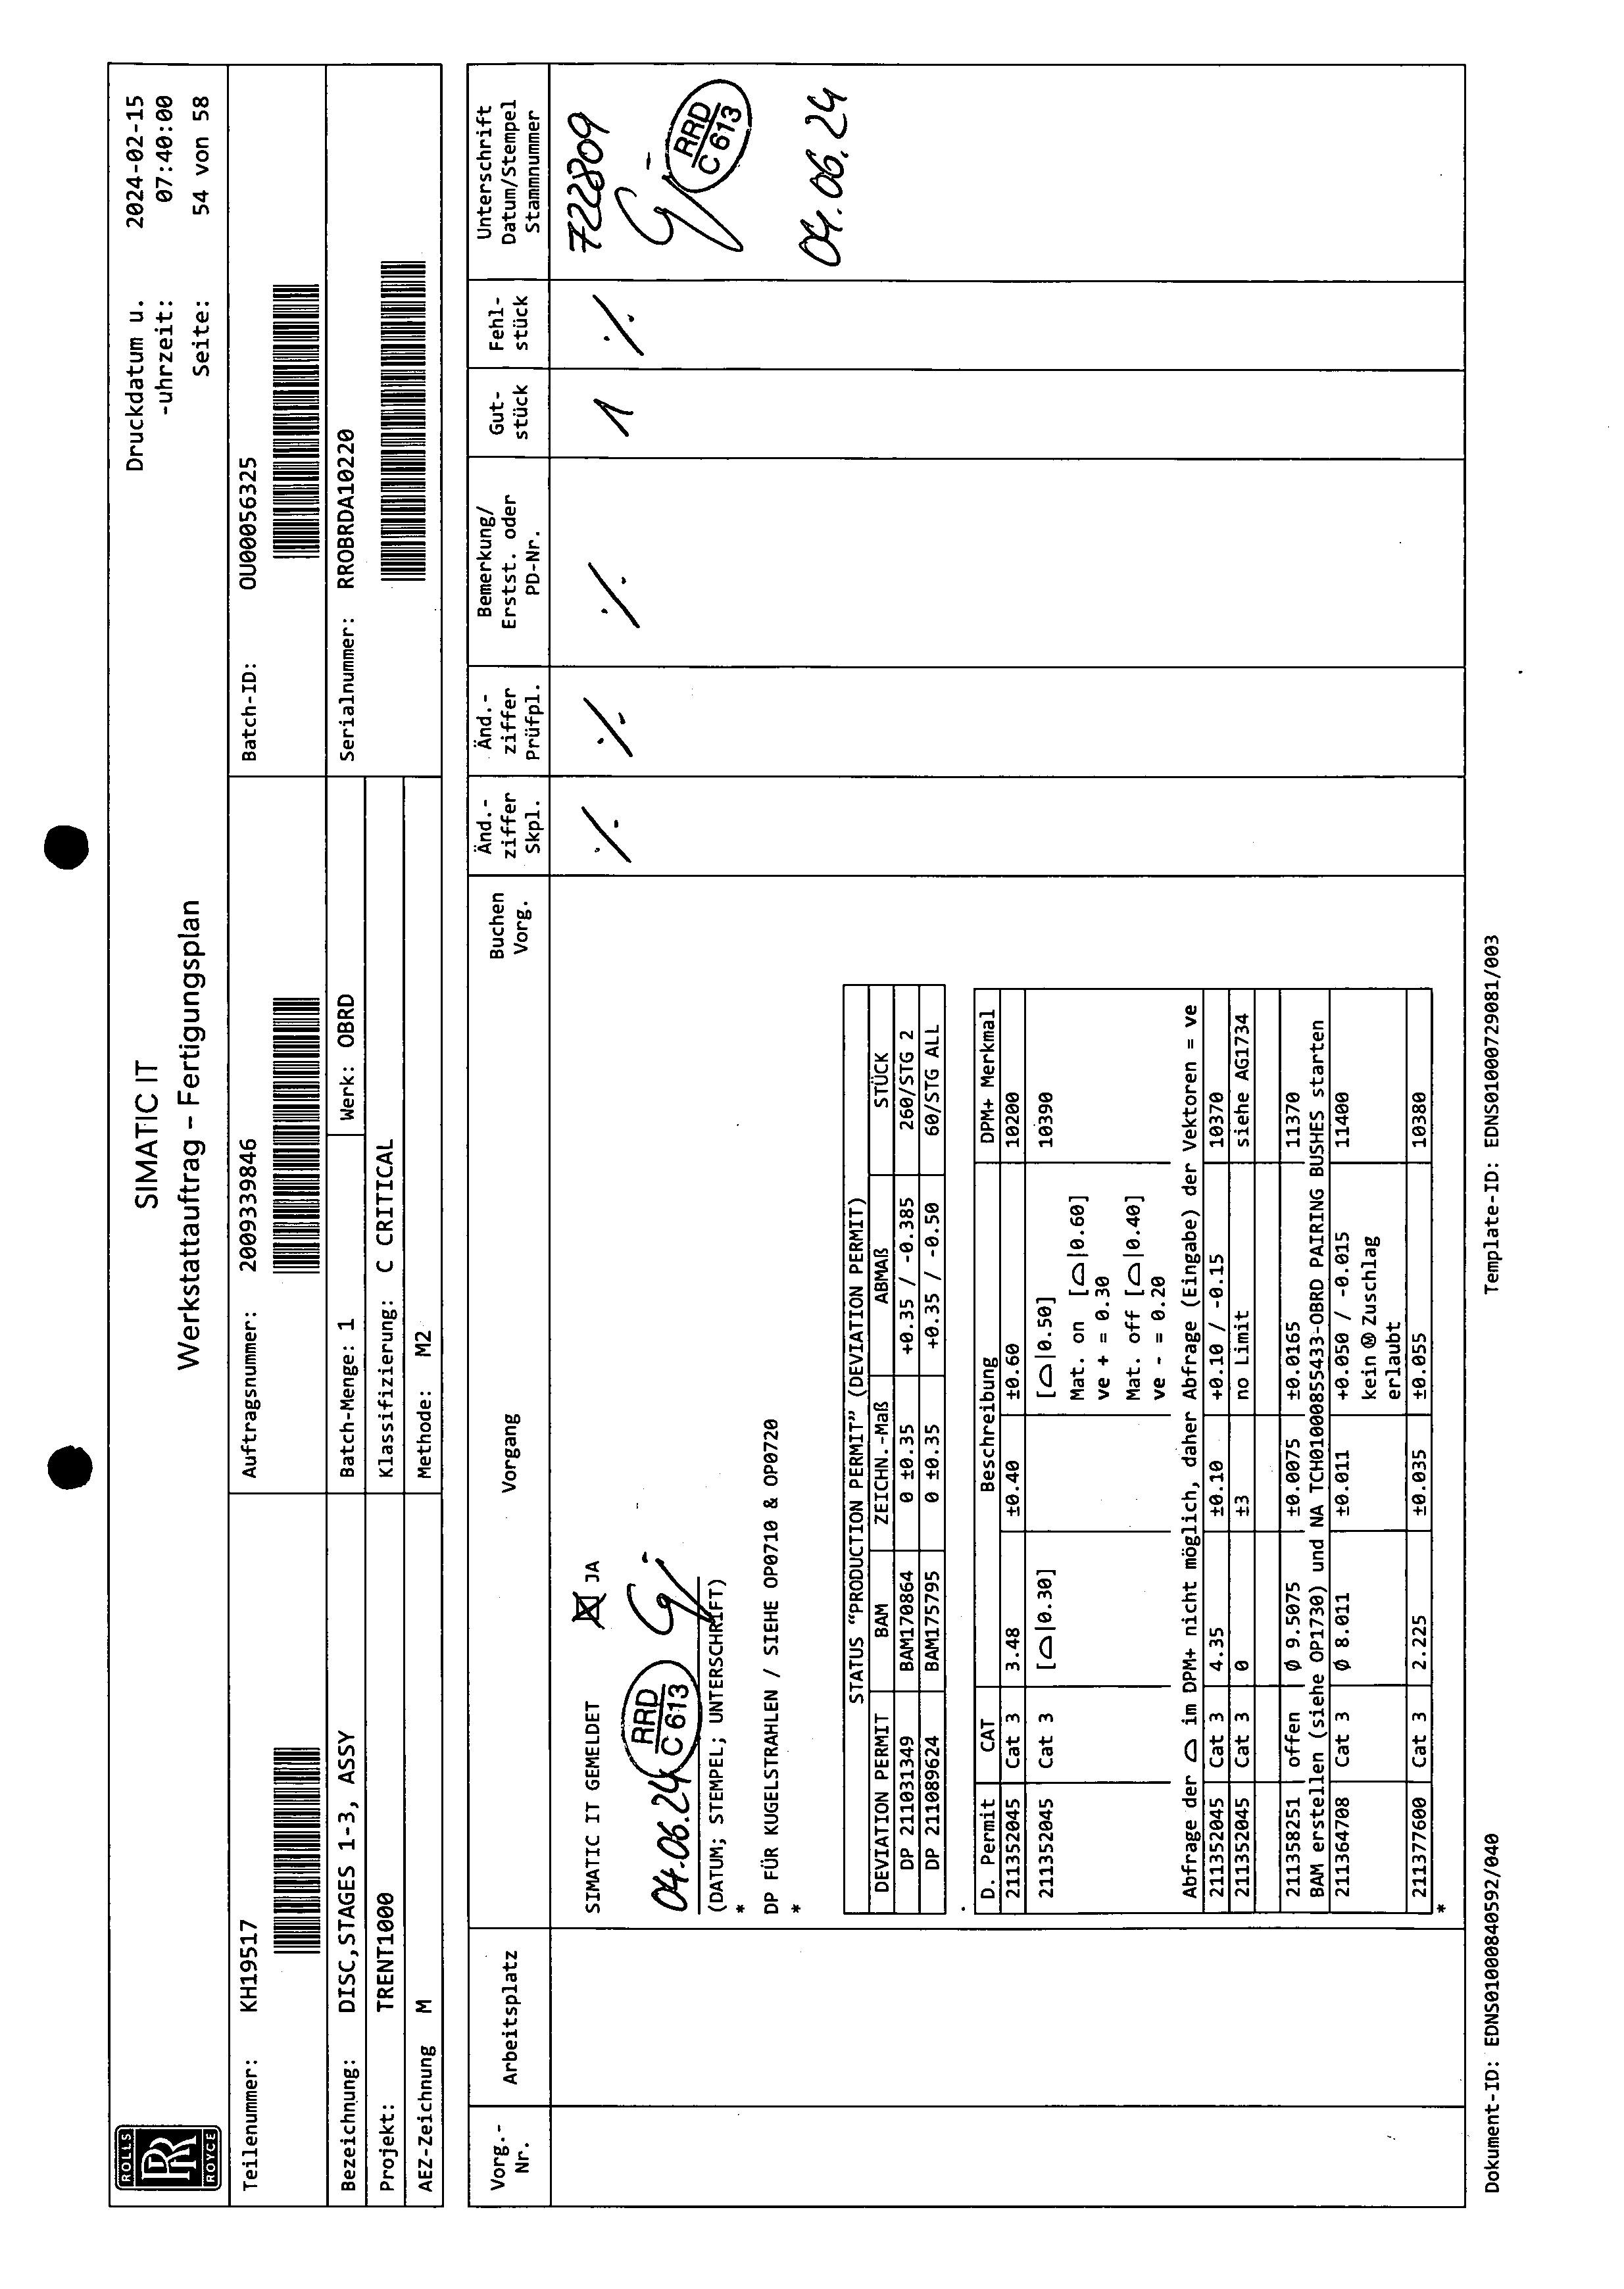 ROLLS
RR
ROYCE
SIMATIC IT
Werkstattauftrag – Fertigungsplan
Druckdatum u. 2024-02-15
-uhrzeit: 07:40:00
Seite: 54 von 58
Teilenummer: KH19517
Auftragsnummer: 2009339846
Batch-ID: OU00056325
Bezeichnung: DISC,STAGES 1-3, ASSY
Batch-Menge: 1
Werk: OBRD
Serialnummer: RROBRDA10220
Projekt: TRENT1000
Klassifizierung: C CRITICAL
AEZ-Zeichnung M
Methode: M2
Vorg.-Nr.
Arbeitsplatz
Vorgang
Buchen Vorg.
Änd.-ziffer Skpl.
Änd.-ziffer Prüfpl.
Bemerkung/ Erstst. oder PD-Nr.
Gut-stück
Fehl-stück
Unterschrift Datum/Stempel Stammnummer
SIMATIC IT GEMELDET ☒ JA
·/. ·/. ·/. 1 ·/. 722809
04.06.24 RRD C 613
RRD C 613
04.06.24
(DATUM; STEMPEL; UNTERSCHRIFT)
*
DP FÜR KUGELSTRAHLEN / SIEHE OP0710 & OP0720
*
STATUS "PRODUCTION PERMIT" (DEVIATION PERMIT)
DEVIATION PERMIT BAM ZEICHN.-Maß ABMAß STÜCK
DP 211031349 BAM170864 0 ±0.35 +0.35 / -0.385 260/STG 2
DP 211089624 BAM175795 0 ±0.35 +0.35 / -0.50 60/STG ALL
D. Permit CAT Beschreibung DPM+ Merkmal
211352045 Cat 3 3.48 ±0.40 ±0.60 10200
211352045 Cat 3 [⌓|0.30] [⌓|0.50] 10390
Mat. on [⌓|0.60]
ve + = 0.30
Mat. off [⌓|0.40]
ve - = 0.20
Abfrage der ⌓ im DPM+ nicht möglich, daher Abfrage (Eingabe) der Vektoren = ve
211352045 Cat 3 4.35 ±0.10 +0.10 / -0.15 10370
211352045 Cat 3 0 ±3 no Limit siehe AG1734
211358251 offen Ø 9.5075 ±0.0075 ±0.0165 11370
BAM erstellen (siehe OP1730) und NA TCH01000855433-OBRD PAIRING BUSHES starten
211364708 Cat 3 Ø 8.011 ±0.011 +0.050 / -0.015 11400
kein Ⓜ Zuschlag
erlaubt
211377600 Cat 3 2.225 ±0.035 ±0.055 10380
*
Dokument-ID: EDNS01000840592/040
Template-ID: EDNS01000729081/003